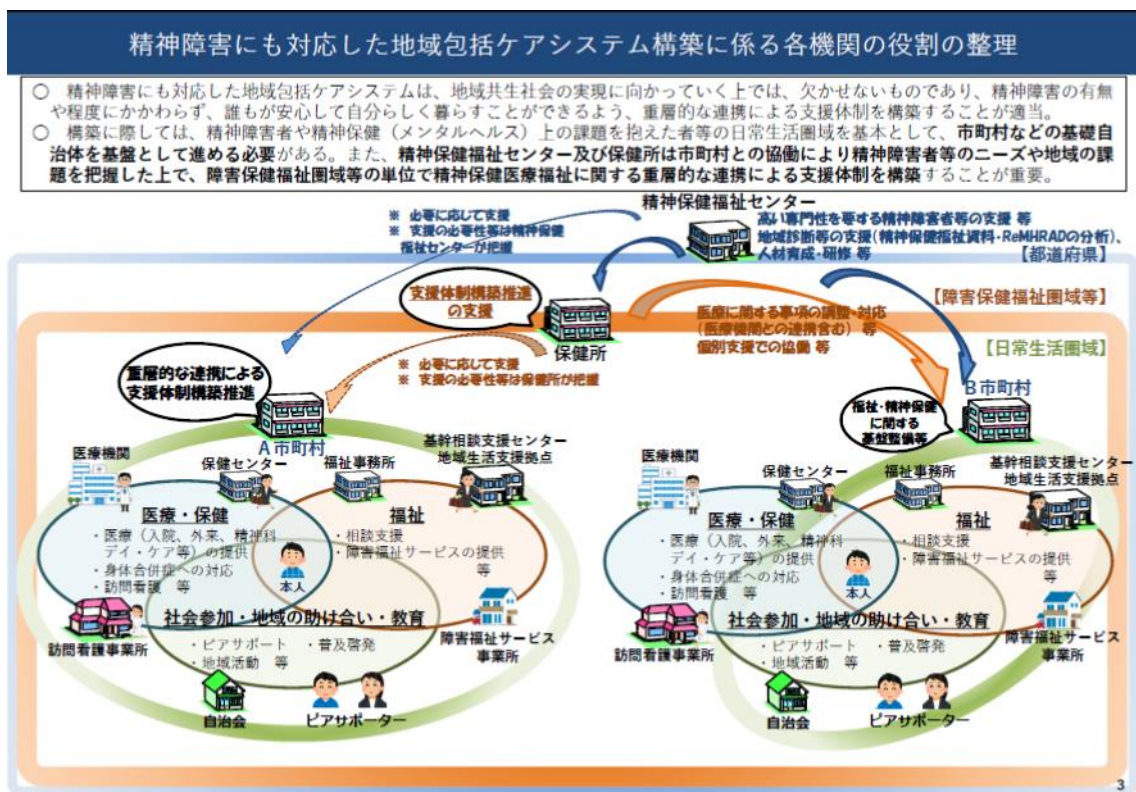 精神障害にも対応した地域包括ケアシステム構築に係る各機関の役割の整理
○ 精神障害にも対応した地域包括ケアシステムは、地域共生社会の実現に向かっていく上では、欠かせないものであり、精神障害の有無
や程度にかかわらず、誰もが安心して自分らしく暮らすことができるよう、重層的な連携による支援体制を構築することが適当。
○ 構築に際しては、精神障害者や精神保健(メンタルヘルス)上の課題を抱えた者等の日常生活圏域を基本として、市町村などの基礎自
治体を基盤として進める必要がある。また、精神保健福祉センター及び保健所は市町村との協働により精神障害者等のニーズや地域の課
題を把握した上で、障害保健福祉圏域等の単位で精神保健医療福祉に関する重層的な連携による支援体制を構築することが重要。
精神保健福祉センター
※ 必要に応じて支援
※ 支援の必要性等は精神保健
福祉センターが把握
高い専門性を要する精神障害者等の支援 等
地域診断等の支援(精神保健福祉資料・ReMHRADの分析)、
人材育成・研修 等
【都道府県】
支援体制構築推進
の支援
保健所
【障害保健福祉圏域等】
医療に関する事項の調整・対応
(医療機関との連携含む) 等
個別支援での協働 等
【日常生活圏域】
※ 必要に応じて支援
※ 支援の必要性等は保健所が把握
重層的な連携による
支援体制構築推進
A市町村
医療機関
保健センター
福祉事務所
基幹相談支援センター
地域生活支援拠点
医療・保健
・医療(入院、外来、精神科
デイ・ケア等)の提供
・身体合併症への対応
・訪問看護 等
福祉
・相談支援
・障害福祉サービスの提供
等
本人
社会参加・地域の助け合い・教育
・ピアサポート ・普及啓発
・地域活動 等
訪問看護事業所
障害福祉サービス
事業所
自治会
ピアサポーター
B市町村
福祉・精神保健
に関する
基盤整備等
医療機関
保健センター
福祉事務所
基幹相談支援センター
地域生活支援拠点
医療・保健
・医療(入院、外来、精神科
デイ・ケア等)の提供
・身体合併症への対応
・訪問看護 等
福祉
・相談支援
・障害福祉サービスの提供
等
本人
社会参加・地域の助け合い・教育
・ピアサポート ・普及啓発
・地域活動 等
訪問看護事業所
障害福祉サービス
事業所
自治会
ピアサポーター
3